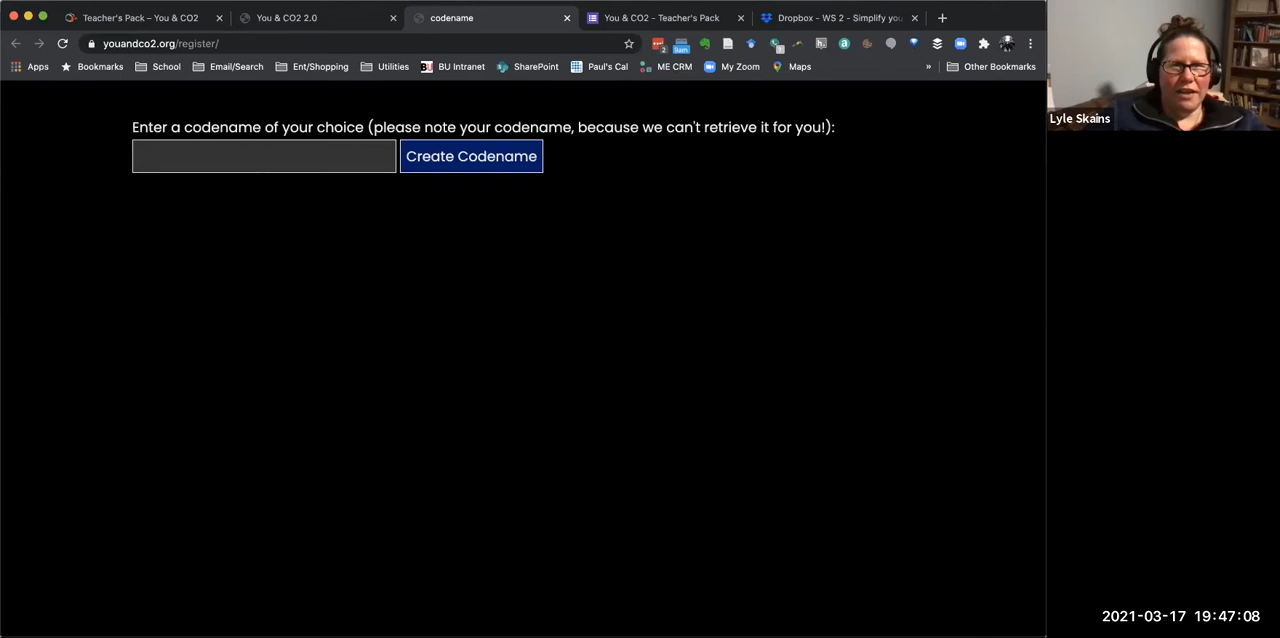 Teacher's Pack – You & CO2
You & CO2 2.0
codename
You & CO2 - Teacher's Pack
Dropbox - WS 2 - Simplify you
youandco2.org/register/
2
9am
Apps
Bookmarks
School
Email/Search
Ent/Shopping
Utilities
BU BU Intranet
SharePoint
Paul's Cal
ME CRM
My Zoom
Maps
»
Other Bookmarks
Lyle Skains
Enter a codename of your choice (please note your codename, because we can't retrieve it for you!):
Create Codename
2021-03-17 19:47:08